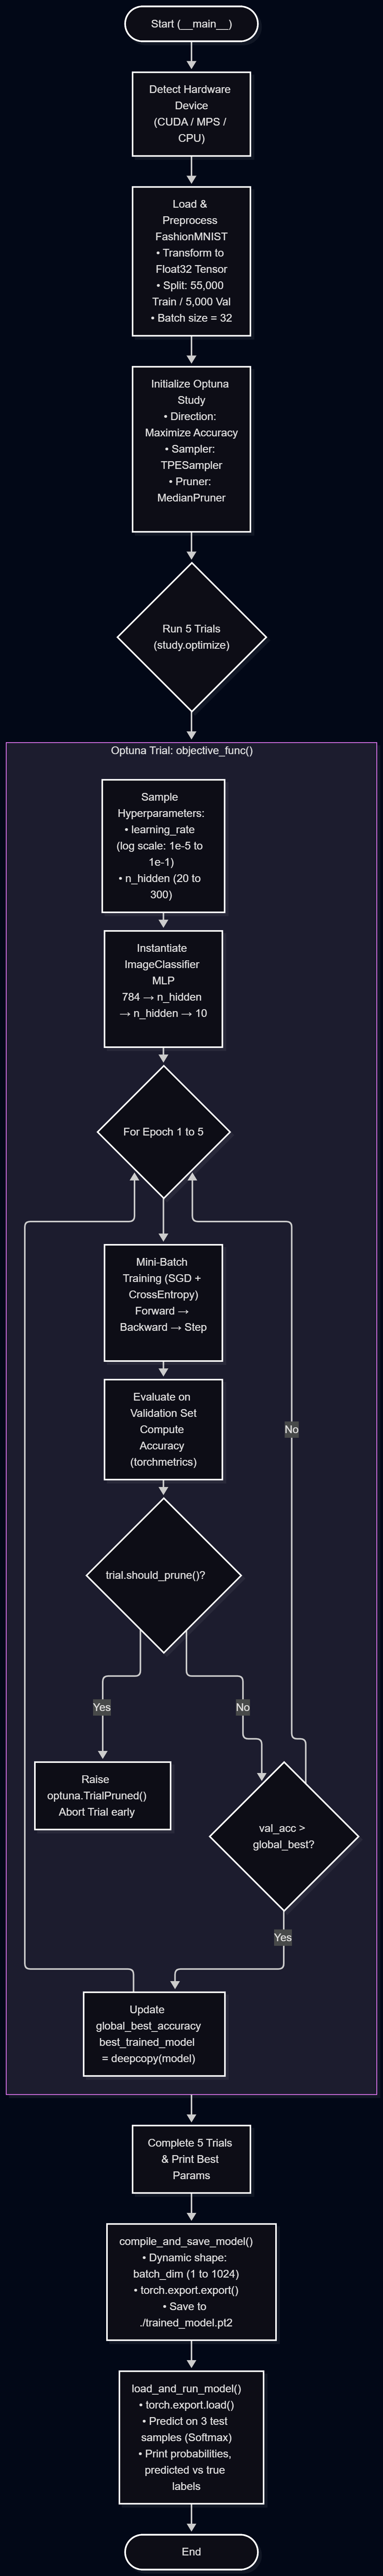 Start (__main__)
Detect Hardware
Device
(CUDA / MPS /
CPU)
Load &
Preprocess
FashionMNIST
• Transform to
Float32 Tensor
• Split: 55,000
Train / 5,000 Val
• Batch size = 32
Initialize Optuna
Study
• Direction:
Maximize Accuracy
• Sampler:
TPESampler
• Pruner:
MedianPruner
Run 5 Trials
(study.optimize)
Optuna Trial: objective_func()
Sample
Hyperparameters:
• learning_rate
(log scale: 1e-5 to
1e-1)
• n_hidden (20 to
300)
Instantiate
ImageClassifier
MLP
784 → n_hidden
→ n_hidden → 10
For Epoch 1 to 5
Mini-Batch
Training (SGD +
CrossEntropy)
Forward →
Backward → Step
Evaluate on
Validation Set
Compute
Accuracy
(torchmetrics)
No
trial.should_prune()?
Yes
No
Raise
optuna.TrialPruned()
Abort Trial early
val_acc >
global_best?
Yes
Update
global_best_accuracy
best_trained_model
= deepcopy(model)
Complete 5 Trials
& Print Best
Params
compile_and_save_model()
• Dynamic shape:
batch_dim (1 to 1024)
• torch.export.export()
• Save to
./trained_model.pt2
load_and_run_model()
• torch.export.load()
• Predict on 3 test
samples (Softmax)
• Print probabilities,
predicted vs true
labels
End